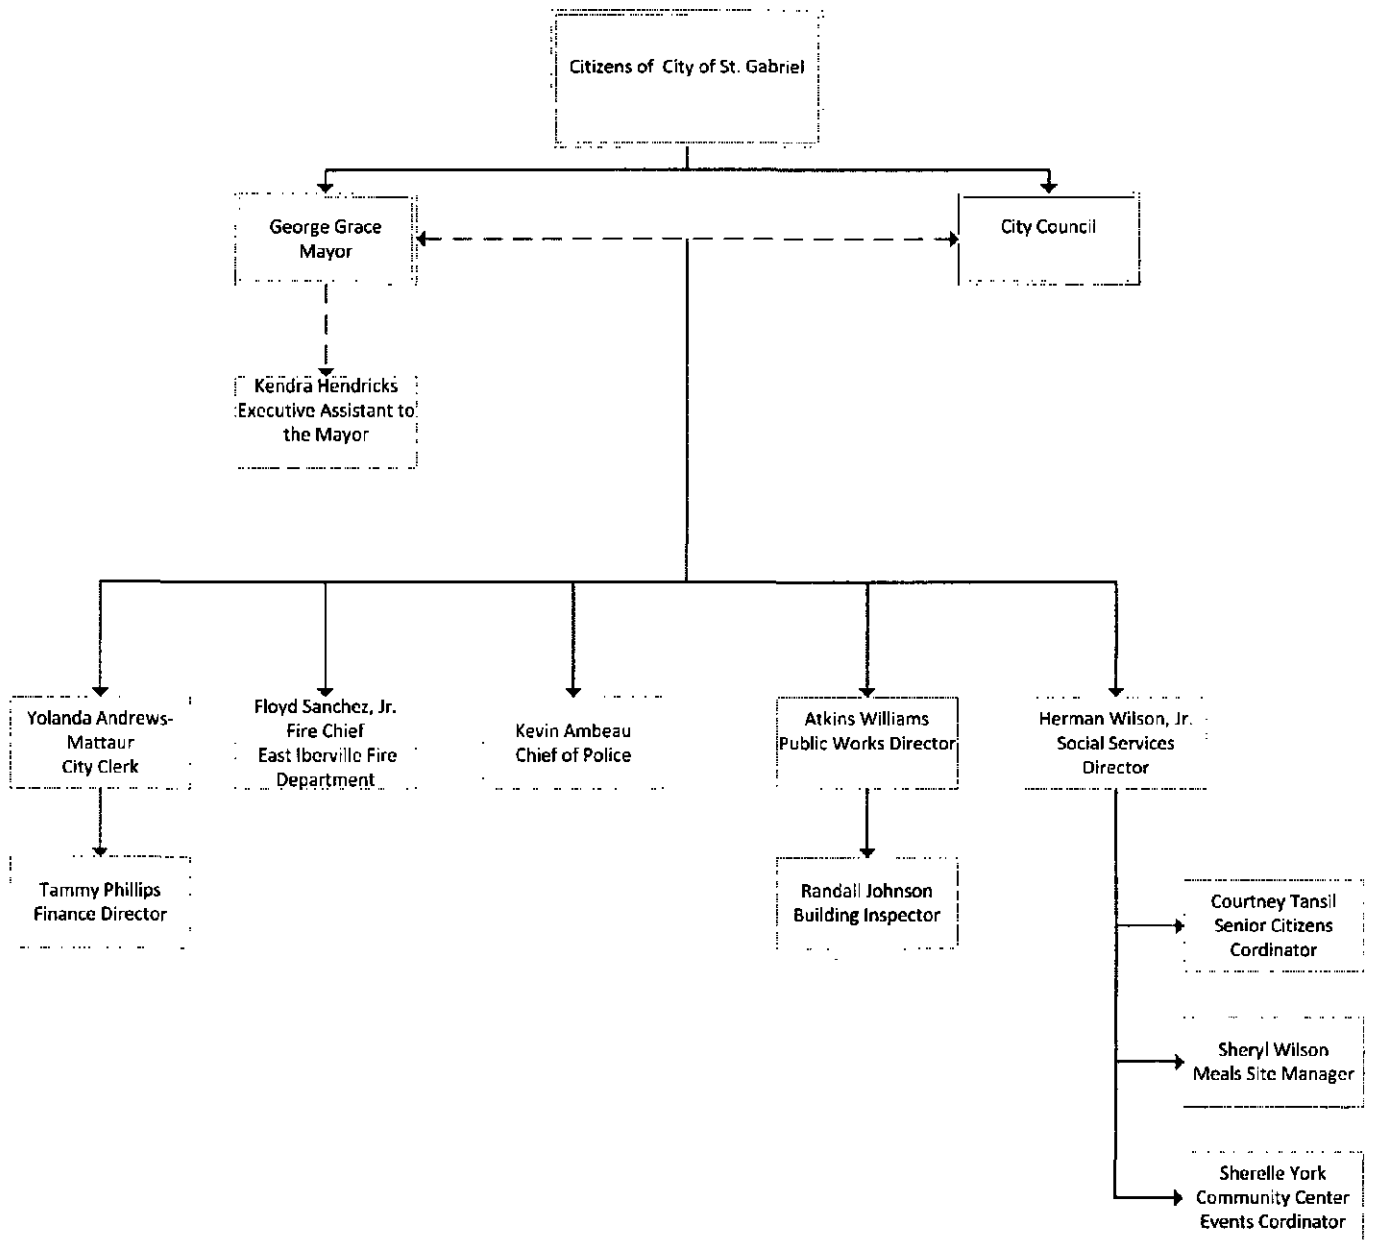 Citizens of City of St. Gabriel
George Grace
Mayor
City Council
Kendra Hendricks
Executive Assistant to
the Mayor
Yolanda Andrews-
Mattaur
City Clerk
Floyd Sanchez, Jr.
Fire Chief
East Iberville Fire
Department
Kevin Ambeau
Chief of Police
Atkins Williams
Public Works Director
Herman Wilson, Jr.
Social Services
Director
Tammy Phillips
Finance Director
Randall Johnson
Building Inspector
Courtney Tansil
Senior Citizens
Cordinator
Sheryl Wilson
Meals Site Manager
Sherelle York
Community Center
Events Cordinator